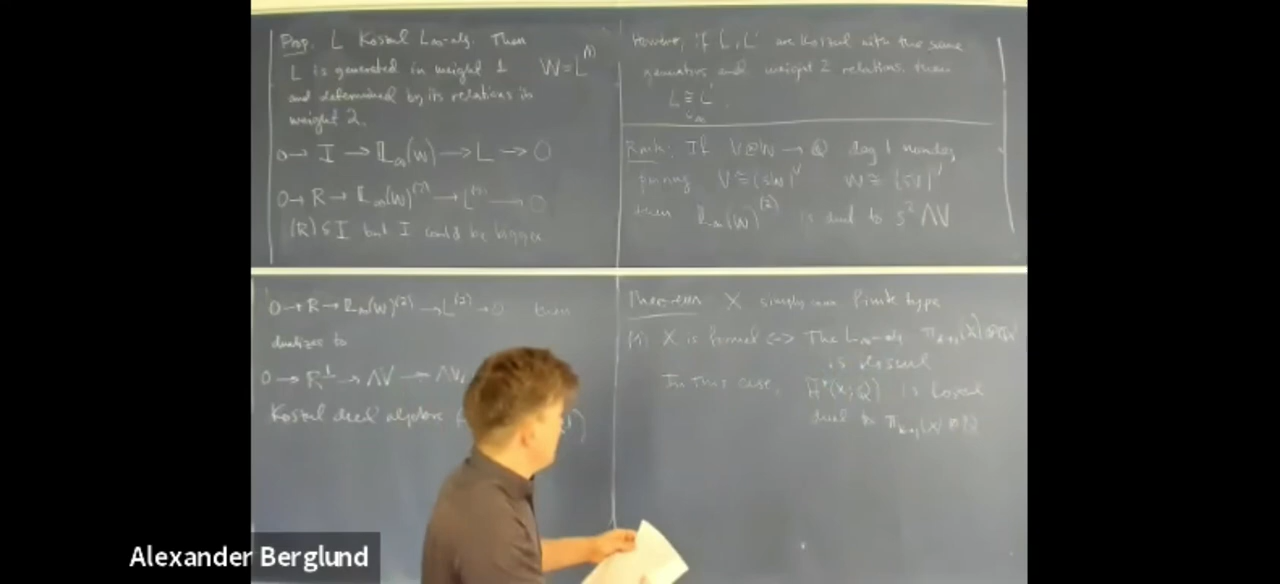 Prop. L Koszul L∞-alg. Then
L is generated in weight 1 W = L^(1)
and determined by its relations in
weight 2.
0 → I → 𝕃∞(W) → L → 0
0 → R → 𝕃∞(W)^(2) → L^(2) → 0
(R) ≤ I but I could be bigger
However, if L, L' are Koszul with the same
generators and weight 2 relations, then
L ≅ L'
Rmk: If V⊗W → Q deg 1 nondeg
pairing V ≅ (sW)^∨ W ≅ (sV)^∨
then 𝕃∞(W)^(2) is dual to s² ΛV
0 → R → 𝕃∞(W)^(2) → L^(2) → 0 then
dualizes to
0 → R^⊥ → ΛV → ΛV/
Koszul dual algebra
Theorem X simply conn finite type
(1) X is formal ↔ The L∞-alg. π_{*+1}(X)⊗Q
is Koszul
In this case, H̃*(X;Q) is Koszul
dual to π_{*+1}(X)⊗Q
Alexander Berglund